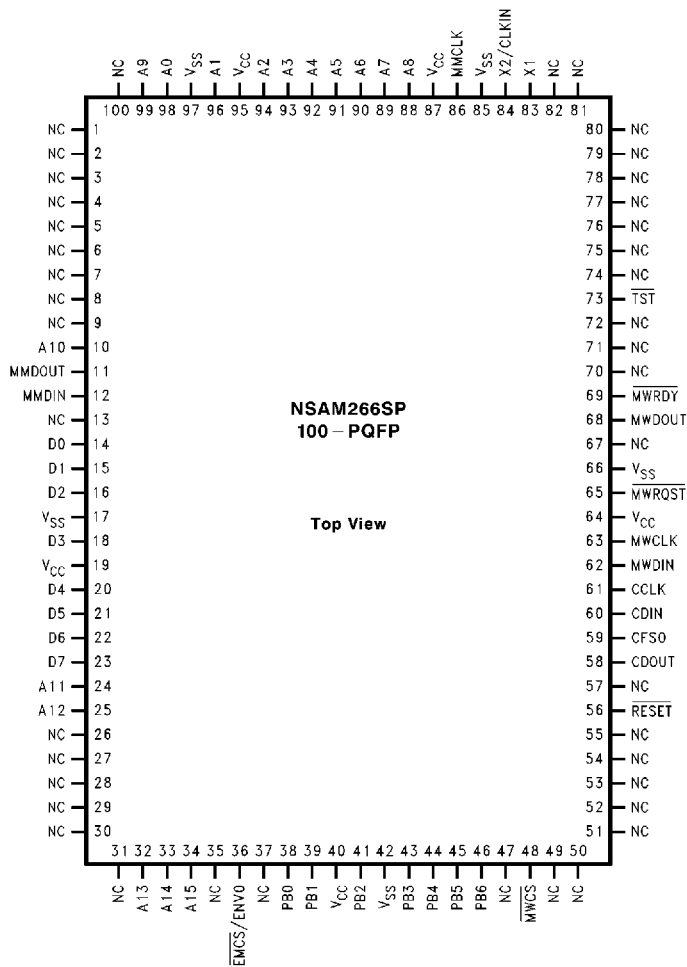 NC A9 A0 VSS A1 VCC A2 A3 A4 A5 A6 A7 A8 VCC MMCLK VSS X2/CLKIN X1 NC NC
100 99 98 97 96 95 94 93 92 91 90 89 88 87 86 85 84 83 82 81
NC 1 80 NC
NC 2 79 NC
NC 3 78 NC
NC 4 77 NC
NC 5 76 NC
NC 6 75 NC
NC 7 74 NC
NC 8 73 TST
NC 9 72 NC
A10 10 71 NC
MMDOUT 11 70 NC
MMDIN 12 69 MWRDY
NC 13 68 MWDOUT
D0 14 67 NC
D1 15 66 VSS
D2 16 65 MWRQST
VSS 17 64 VCC
D3 18 63 MWCLK
VCC 19 62 MWDIN
D4 20 61 CCLK
D5 21 60 CDIN
D6 22 59 CFS0
D7 23 58 CDOUT
A11 24 57 NC
A12 25 56 RESET
NC 26 55 NC
NC 27 54 NC
NC 28 53 NC
NC 29 52 NC
NC 30 51 NC
NSAM266SP
100–PQFP
Top View
31 32 33 34 35 36 37 38 39 40 41 42 43 44 45 46 47 48 49 50
NC A13 A14 A15 NC EMCS/ENV0 NC PB0 PB1 VCC PB2 VSS PB3 PB4 PB5 PB6 NC MWCS NC NC